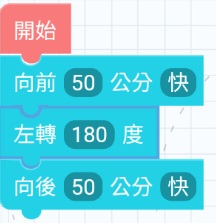 開始
向前 50 公分 快
左轉 180 度
向後 50 公分 快